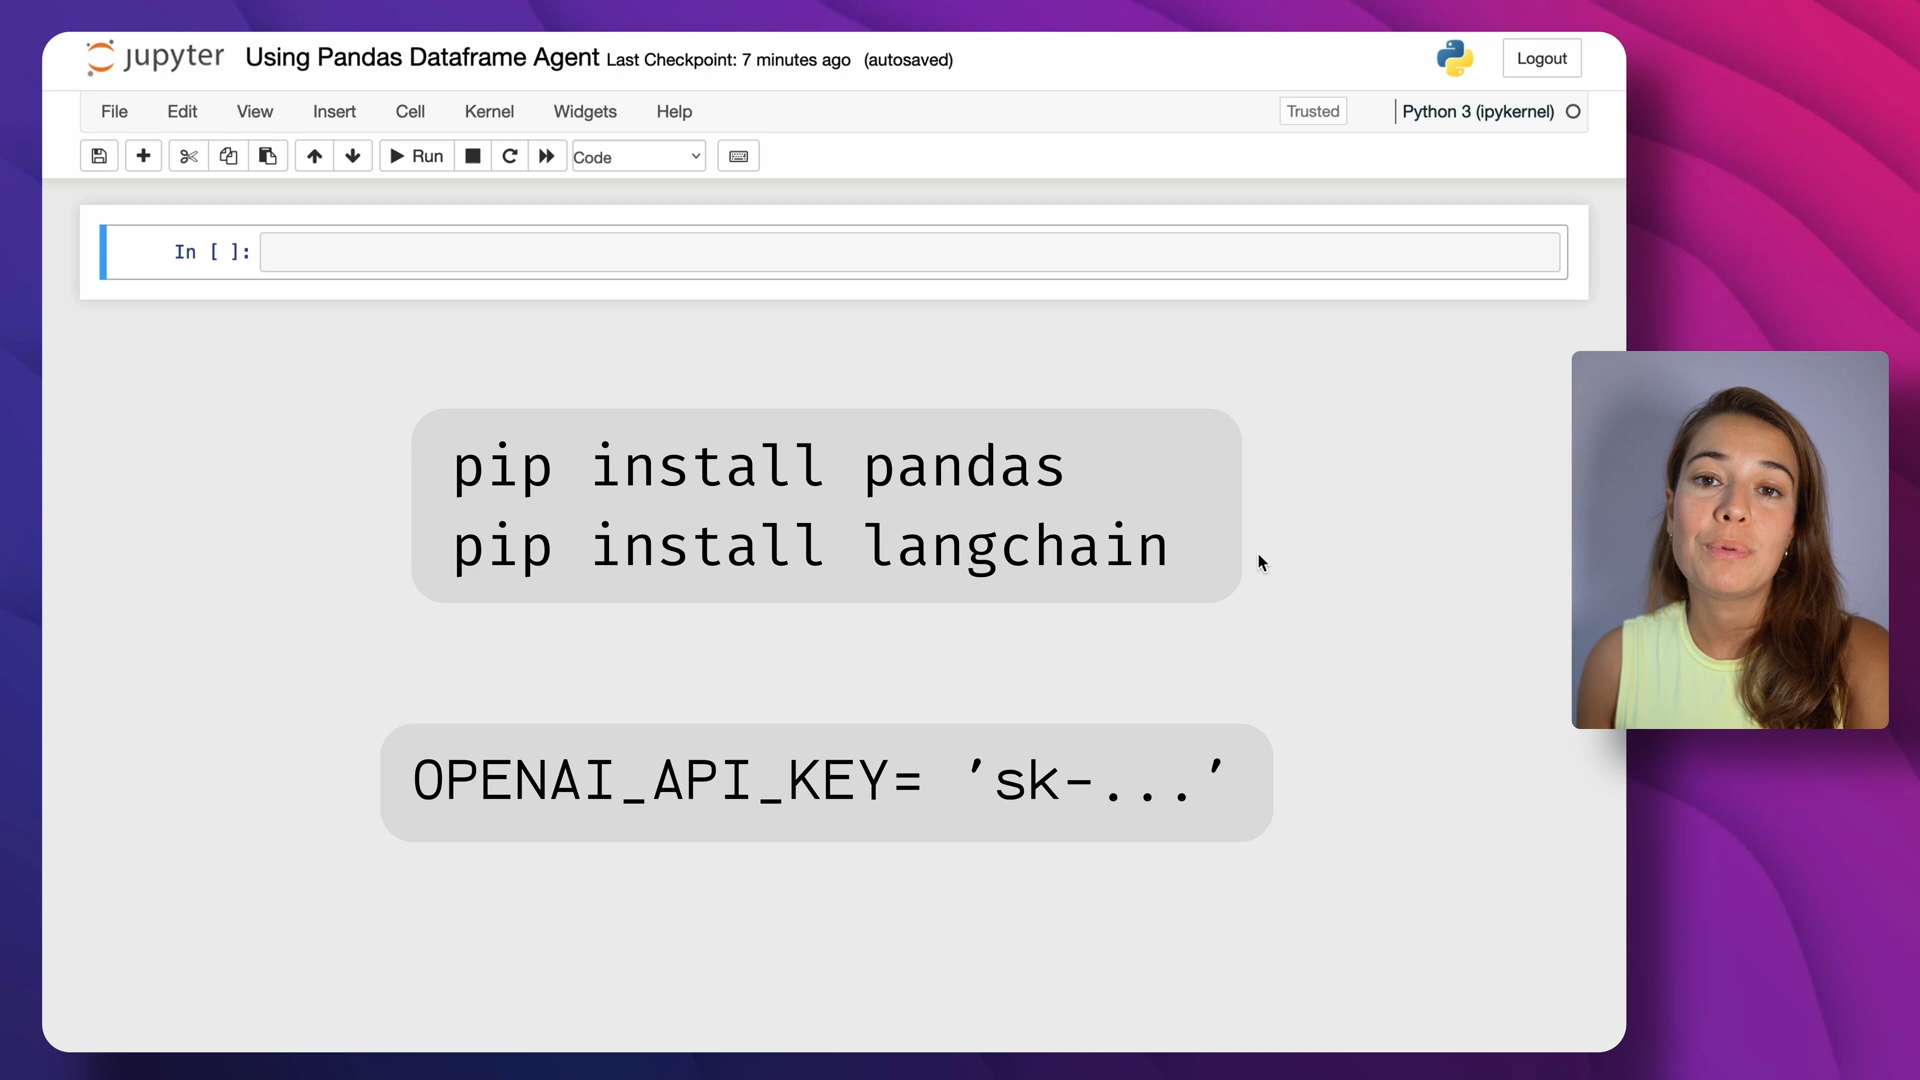 jupyter Using Pandas Dataframe Agent Last Checkpoint: 7 minutes ago (autosaved) Logout
File Edit View Insert Cell Kernel Widgets Help Trusted Python 3 (ipykernel)
Run Code
In [ ]:
pip install pandas
pip install langchain
OPENAI_API_KEY= 'sk-...'